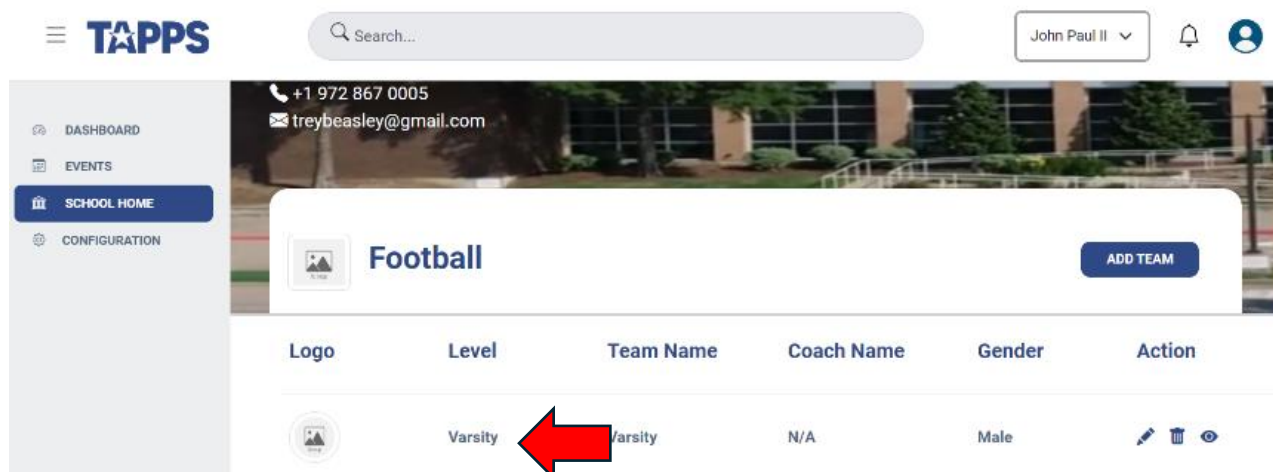 TAPPS
Search...
John Paul II
+1 972 867 0005
treybeasley@gmail.com
DASHBOARD
EVENTS
SCHOOL HOME
CONFIGURATION
Football
ADD TEAM
Logo Level Team Name Coach Name Gender Action
Varsity Varsity N/A Male